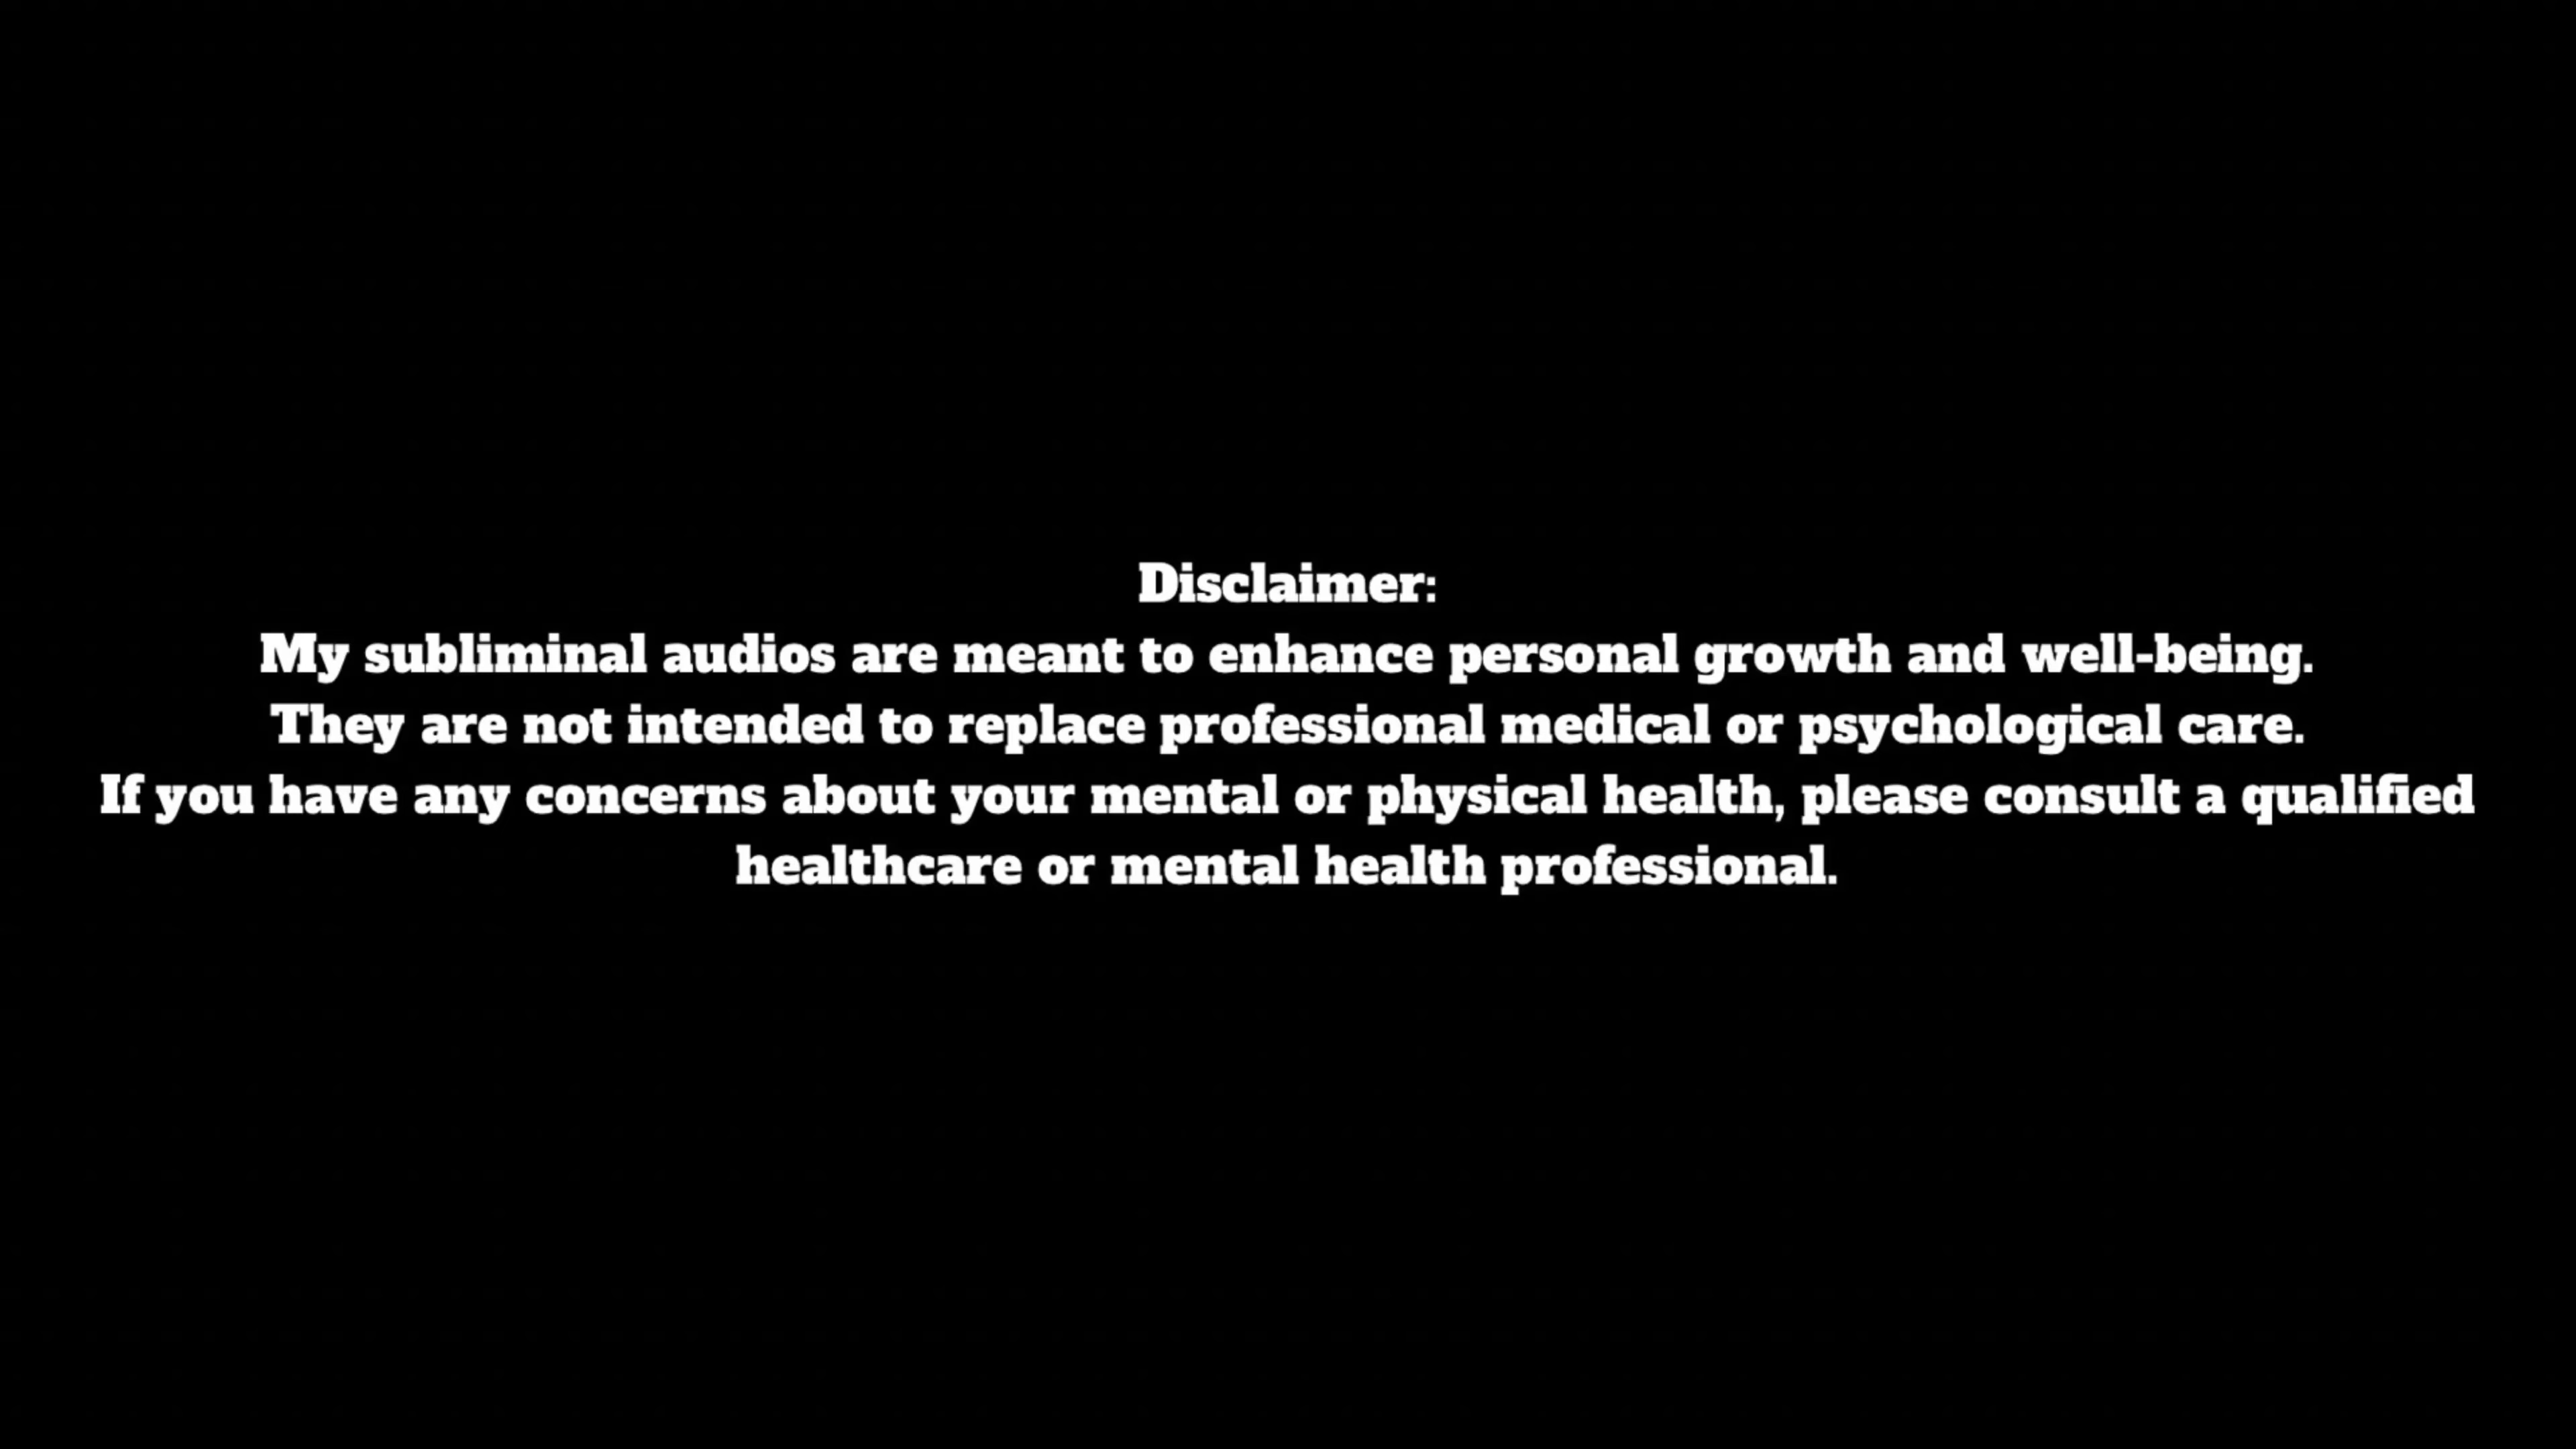 Disclaimer:
My subliminal audios are meant to enhance personal growth and well-being.
They are not intended to replace professional medical or psychological care.
If you have any concerns about your mental or physical health, please consult a qualified
healthcare or mental health professional.